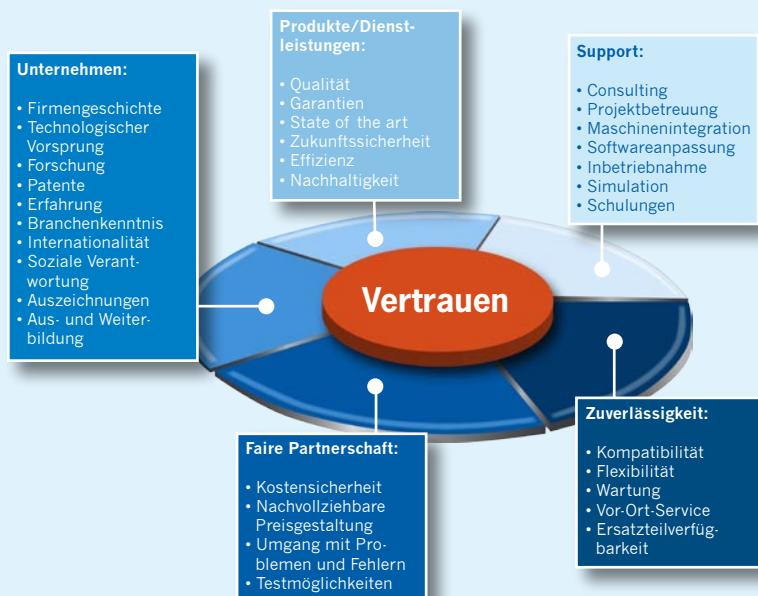 Unternehmen:
• Firmengeschichte
• Technologischer
Vorsprung
• Forschung
• Patente
• Erfahrung
• Branchenkenntnis
• Internationalität
• Soziale Verant-
wortung
• Auszeichnungen
• Aus- und Weiter-
bildung
Produkte/Dienst-
leistungen:
• Qualität
• Garantien
• State of the art
• Zukunftssicherheit
• Effizienz
• Nachhaltigkeit
Support:
• Consulting
• Projektbetreuung
• Maschinenintegration
• Softwareanpassung
• Inbetriebnahme
• Simulation
• Schulungen
Vertrauen
Faire Partnerschaft:
• Kostensicherheit
• Nachvollziehbare
Preisgestaltung
• Umgang mit Pro-
blemen und Fehlern
• Testmöglichkeiten
Zuverlässigkeit:
• Kompatibilität
• Flexibilität
• Wartung
• Vor-Ort-Service
• Ersatzteilverfüg-
barkeit